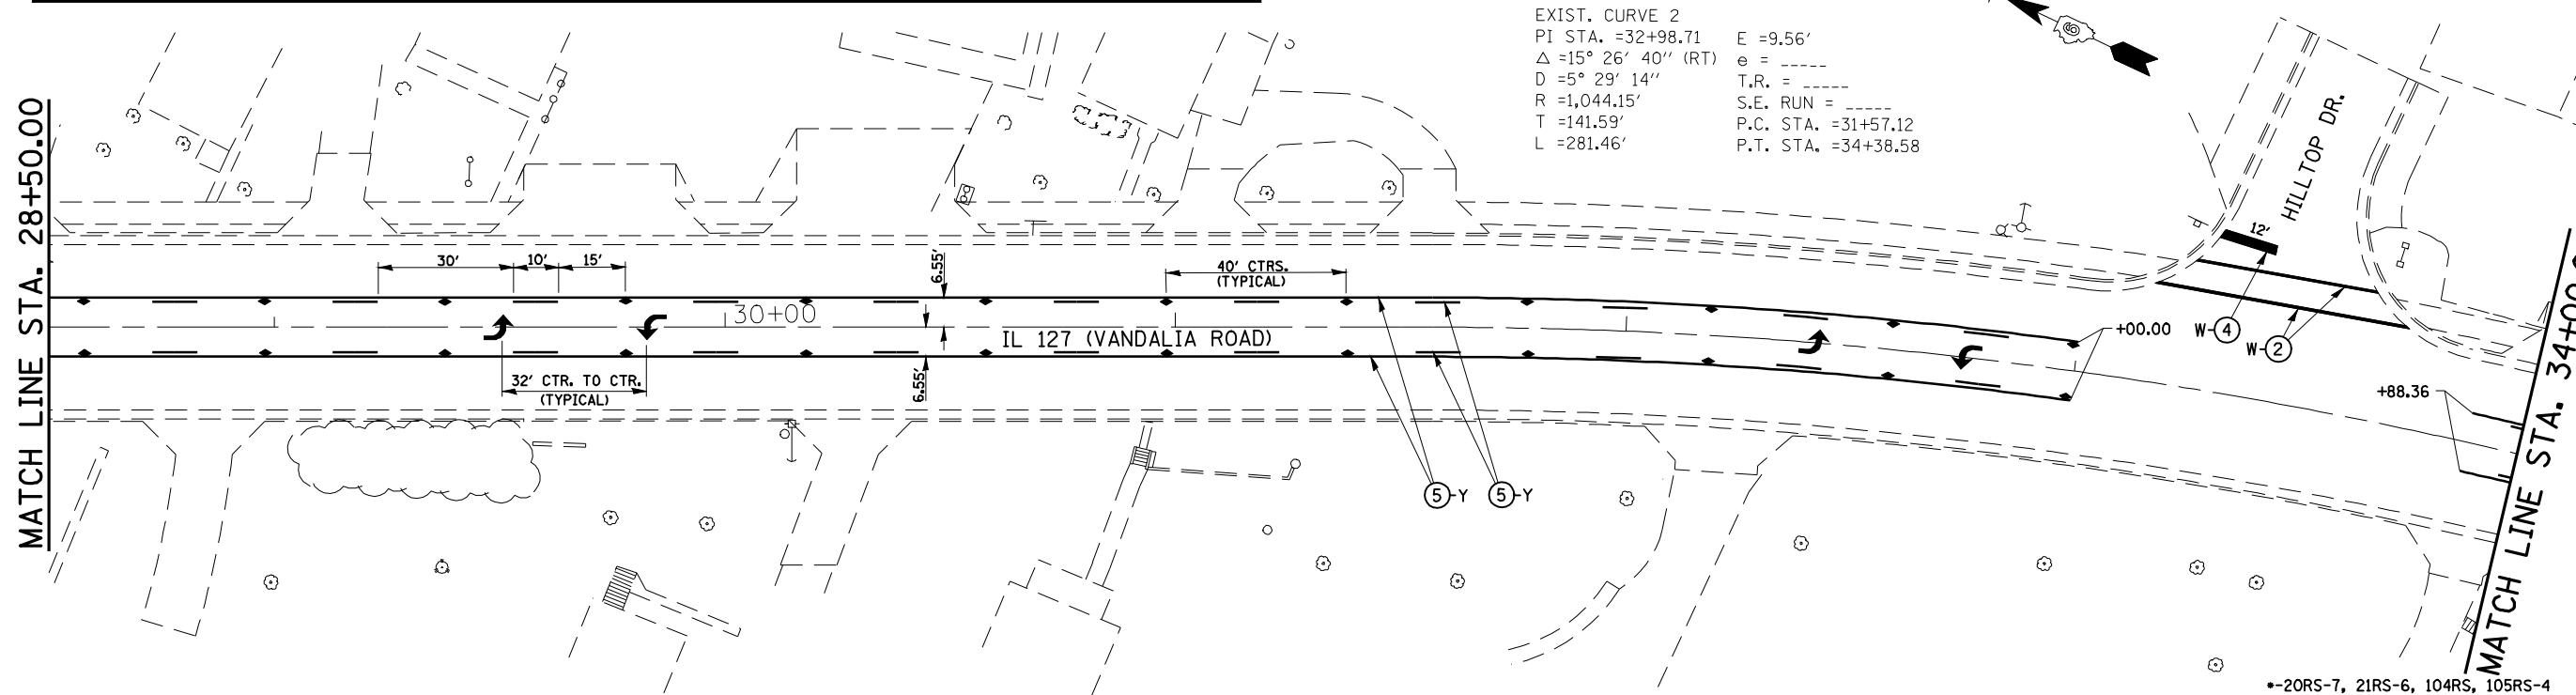 EXIST. CURVE 2
PI STA. =32+98.71
Δ =15° 26' 40'' (RT)
D =5° 29' 14''
R =1,044.15'
T =141.59'
L =281.46'
E =9.56'
e = _____
T.R. = _____
S.E. RUN = _____
P.C. STA. =31+57.12
P.T. STA. =34+38.58
MATCH LINE STA. 28+50.00
HILLTOP DR.
12'
30'
10'
15'
6.55'
40' CTRS.
(TYPICAL)
30+00
IL 127 (VANDALIA ROAD)
+00.00
W-4
W-2
32' CTR. TO CTR.
(TYPICAL)
6.55'
+88.36
5-Y
5-Y
MATCH LINE STA. 34+00
*-20RS-7, 21RS-6, 104RS, 105RS-4